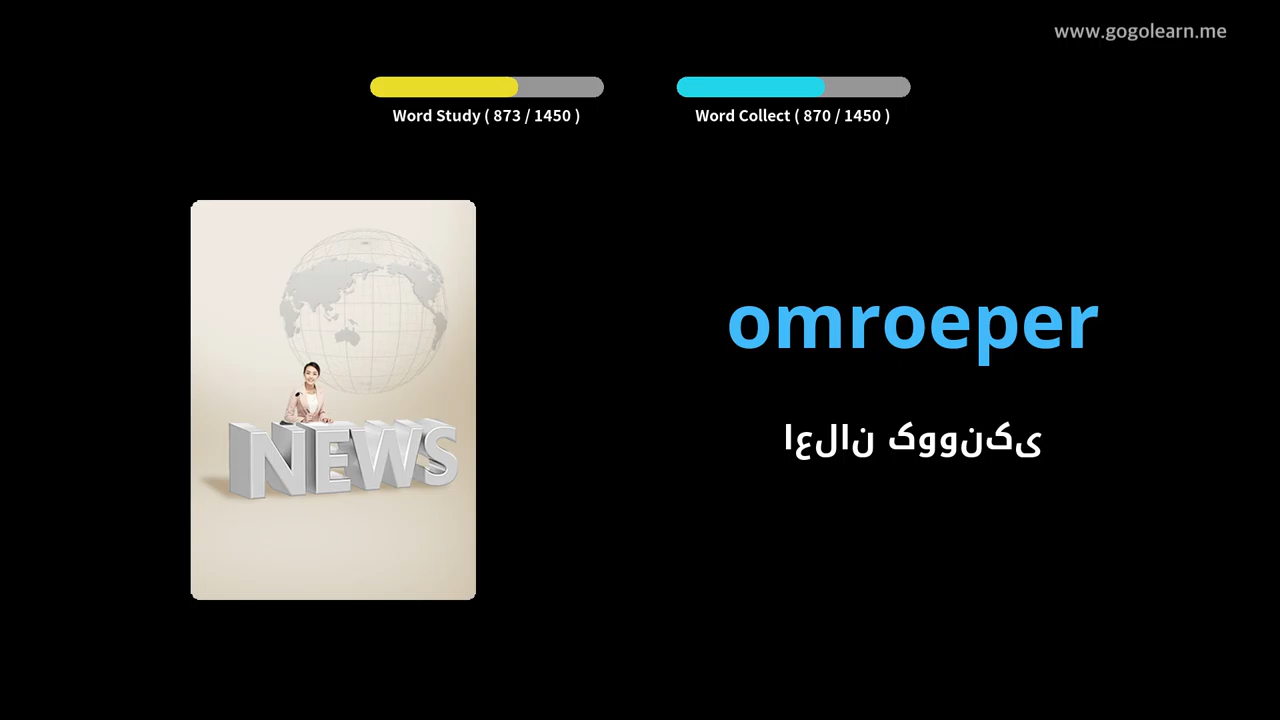 www.gogolearn.me
Word Study ( 873 / 1450 )
Word Collect ( 870 / 1450 )
NEWS
omroeper
اعلان کوونکی